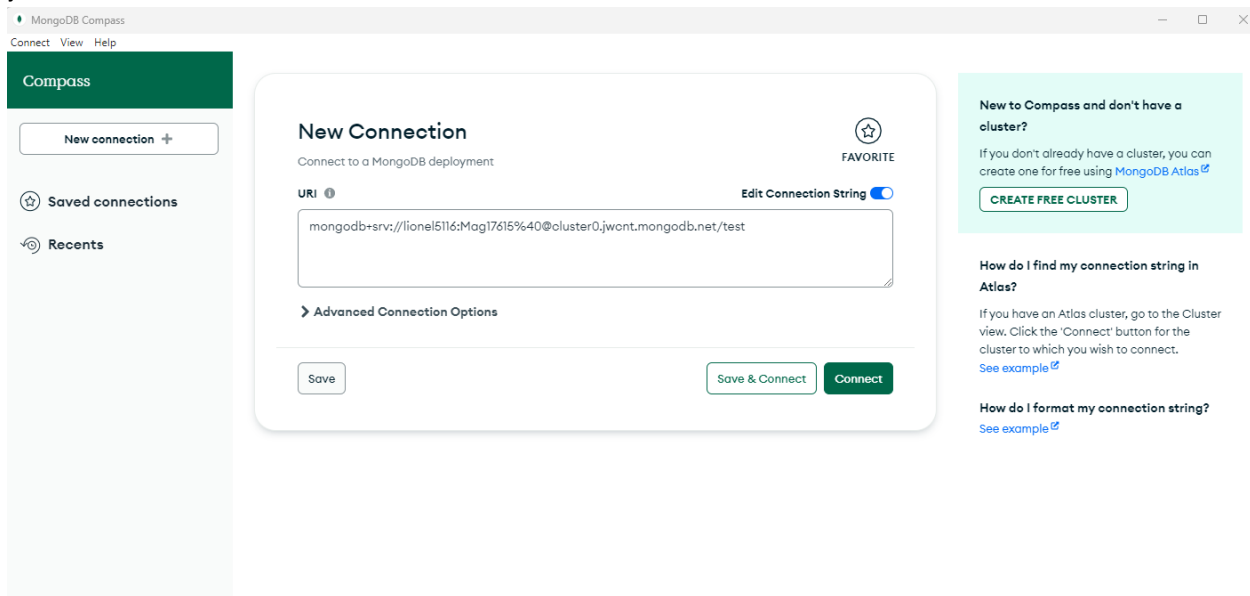 MongoDB Compass
Connect View Help
Compass
New connection +
Saved connections
Recents
New Connection
Connect to a MongoDB deployment
FAVORITE
URI
Edit Connection String
mongodb+srv://lionel5116:Mag17615%40@cluster0.jwcnt.mongodb.net/test
Advanced Connection Options
Save
Save & Connect
Connect
New to Compass and don't have a
cluster?
If you don't already have a cluster, you can
create one for free using MongoDB Atlas
CREATE FREE CLUSTER
How do I find my connection string in
Atlas?
If you have an Atlas cluster, go to the Cluster
view. Click the 'Connect' button for the
cluster to which you wish to connect.
See example
How do I format my connection string?
See example